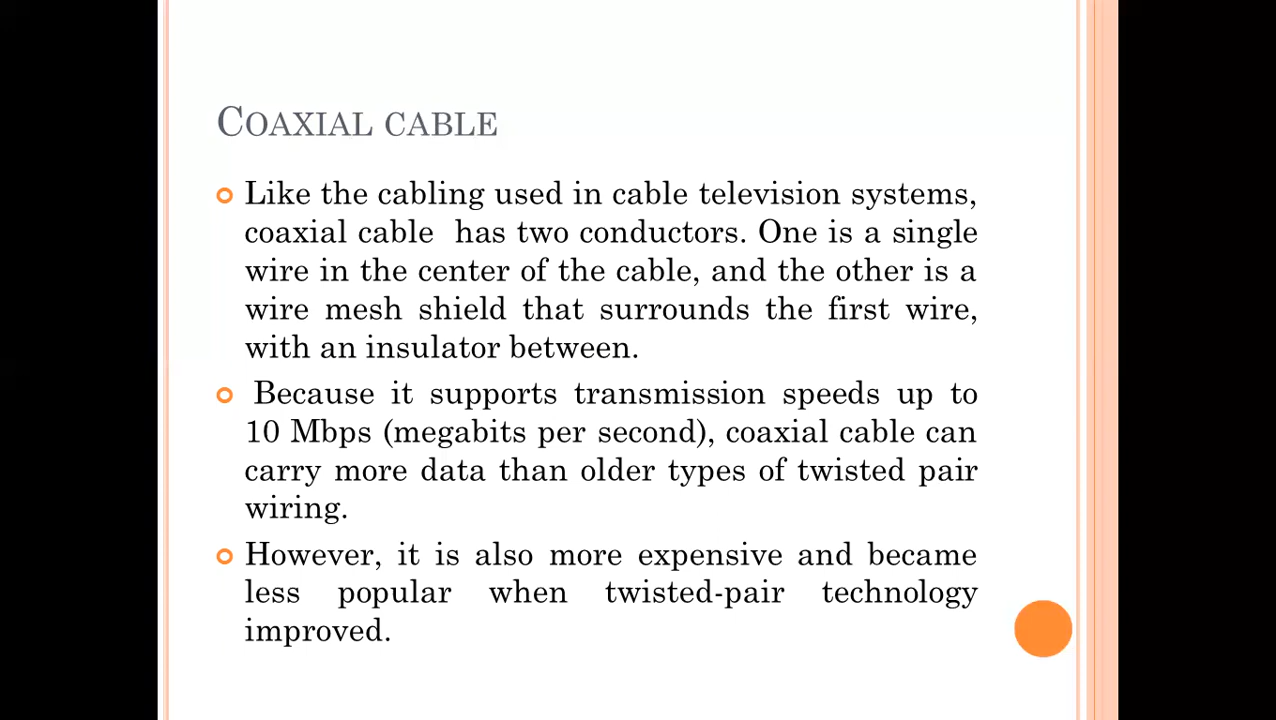 COAXIAL CABLE
Like the cabling used in cable television systems,
coaxial cable has two conductors. One is a single
wire in the center of the cable, and the other is a
wire mesh shield that surrounds the first wire,
with an insulator between.
Because it supports transmission speeds up to
10 Mbps (megabits per second), coaxial cable can
carry more data than older types of twisted pair
wiring.
However, it is also more expensive and became
less popular when twisted-pair technology
improved.